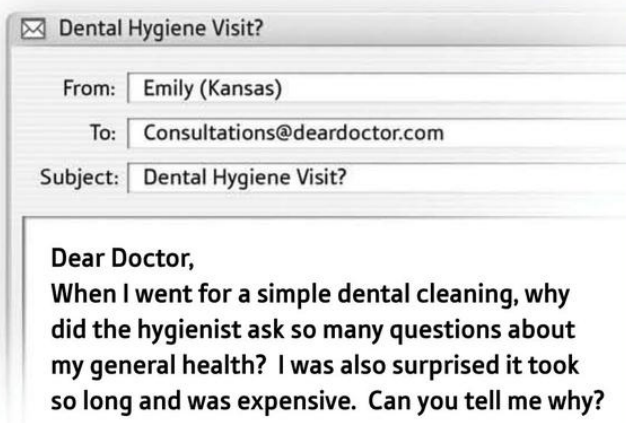 Dental Hygiene Visit?
From: Emily (Kansas)
To: Consultations@deardoctor.com
Subject: Dental Hygiene Visit?
Dear Doctor,
When I went for a simple dental cleaning, why
did the hygienist ask so many questions about
my general health?  I was also surprised it took
so long and was expensive.  Can you tell me why?